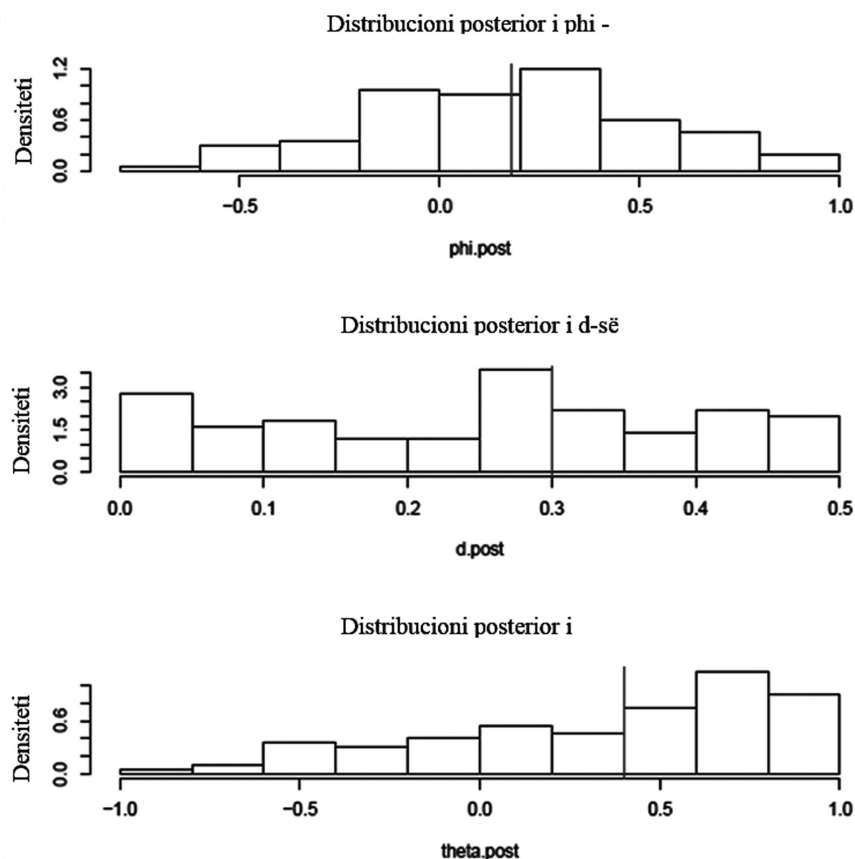 Distribucioni posterior i phi -
Densiteti
0.0 0.6 1.2
−0.5 0.0 0.5 1.0
phi.post
Distribucioni posterior i d-së
Densiteti
0.0 1.5 3.0
0.0 0.1 0.2 0.3 0.4 0.5
d.post
Distribucioni posterior i
Densiteti
0.0 0.6
−1.0 −0.5 0.0 0.5 1.0
theta.post